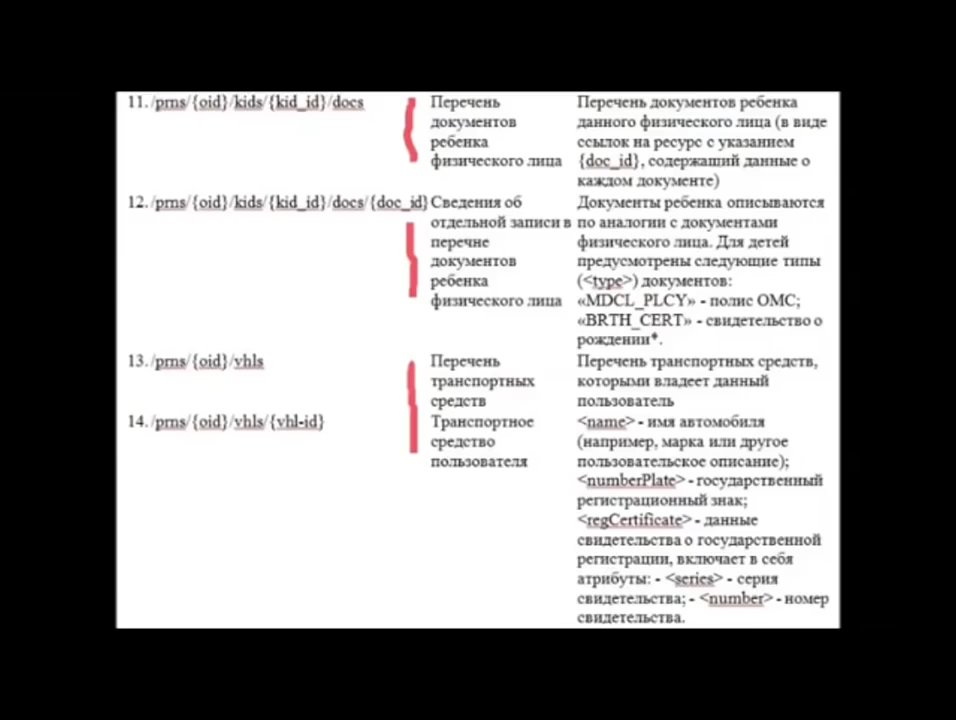 11. /prns/{oid}/kids/{kid_id}/docs
Перечень
документов
ребенка
физического лица
Перечень документов ребенка
данного физического лица (в виде
ссылок на ресурс с указанием
{doc_id}, содержащий данные о
каждом документе)
12. /prns/{oid}/kids/{kid_id}/docs/{doc_id}
Сведения об
отдельной записи в
перечне
документов
ребенка
физического лица
Документы ребенка описываются
по аналогии с документами
физического лица. Для детей
предусмотрены следующие типы
(<type>) документов:
«MDCL_PLCY» - полис ОМС;
«BRTH_CERT» - свидетельство о
рождении*.
13. /prns/{oid}/vhls
Перечень
транспортных
средств
Перечень транспортных средств,
которыми владеет данный
пользователь
14. /prns/{oid}/vhls/{vhl-id}
Транспортное
средство
пользователя
<name> - имя автомобиля
(например, марка или другое
пользовательское описание);
<numberPlate> - государственный
регистрационный знак;
<regCertificate> - данные
свидетельства о государственной
регистрации, включает в себя
атрибуты: - <series> - серия
свидетельства; - <number> - номер
свидетельства.